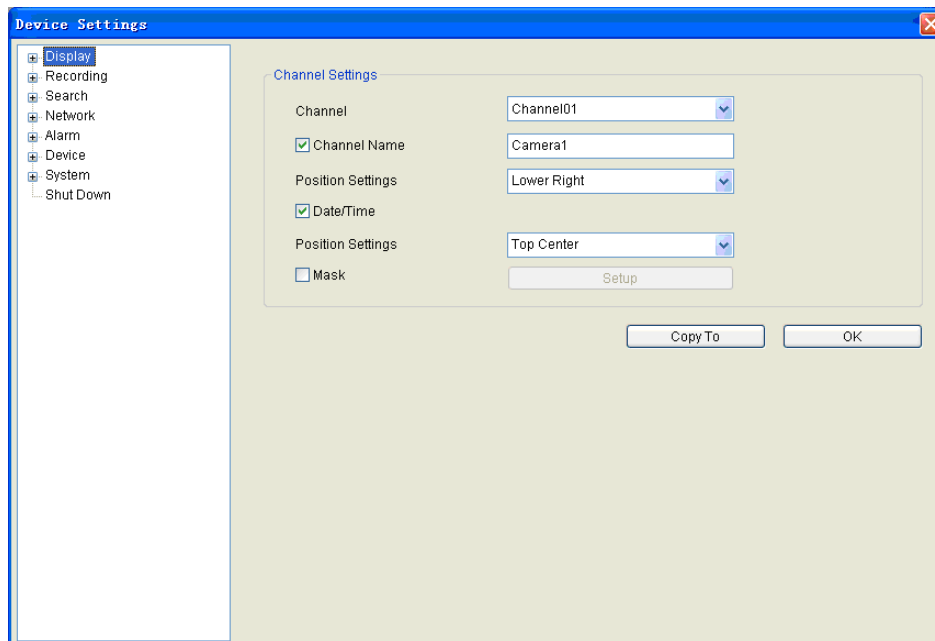 Device Settings
Display
Recording
Search
Network
Alarm
Device
System
Shut Down
Channel Settings
Channel Channel01
Channel Name Camera1
Position Settings Lower Right
Date/Time
Position Settings Top Center
Mask Setup
Copy To OK